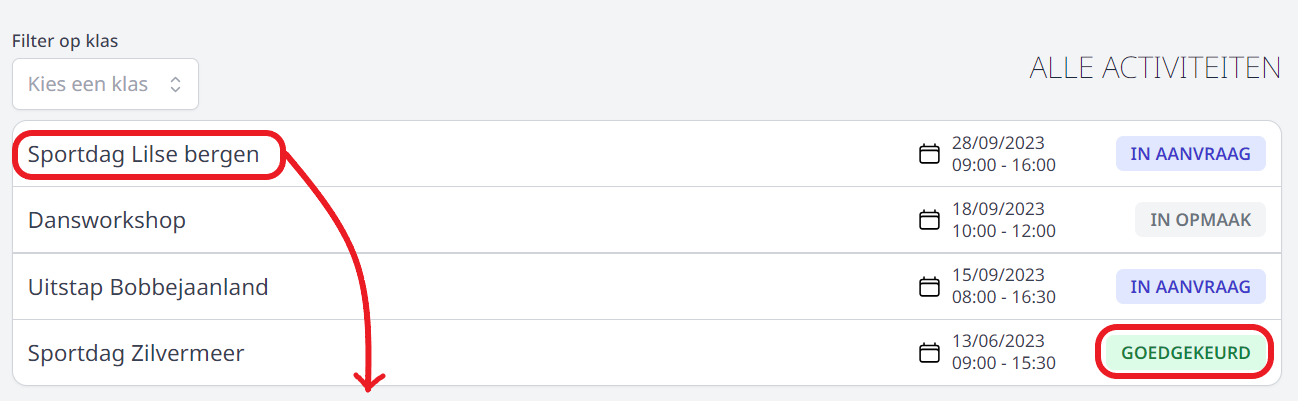 Filter op klas
Kies een klas
ALLE ACTIVITEITEN
Sportdag Lilse bergen
28/09/2023
09:00 - 16:00
IN AANVRAAG
Dansworkshop
18/09/2023
10:00 - 12:00
IN OPMAAK
Uitstap Bobbejaanland
15/09/2023
08:00 - 16:30
IN AANVRAAG
Sportdag Zilvermeer
13/06/2023
09:00 - 15:30
GOEDGEKEURD